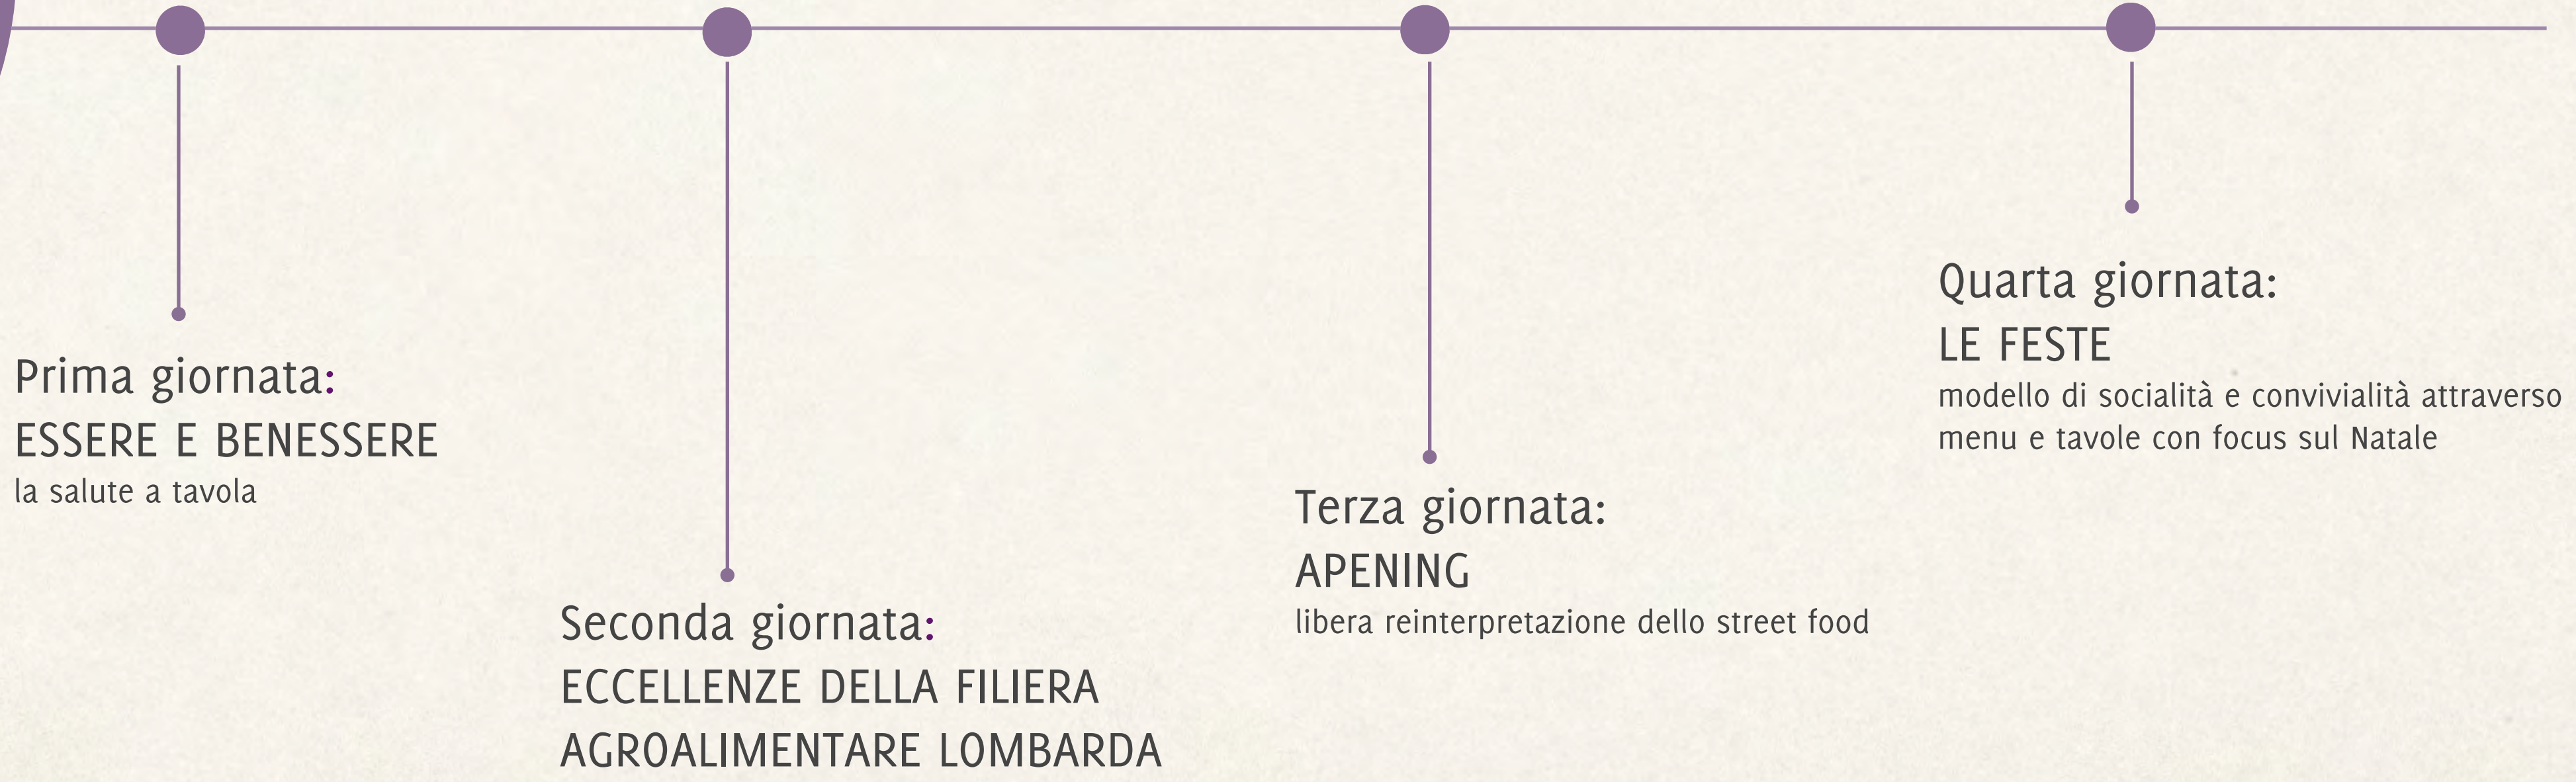 Prima giornata:
ESSERE E BENESSERE
la salute a tavola
Seconda giornata:
ECCELLENZE DELLA FILIERA
AGROALIMENTARE LOMBARDA
Terza giornata:
APENING
libera reinterpretazione dello street food
Quarta giornata:
LE FESTE
modello di socialità e convivialità attraverso
menu e tavole con focus sul Natale